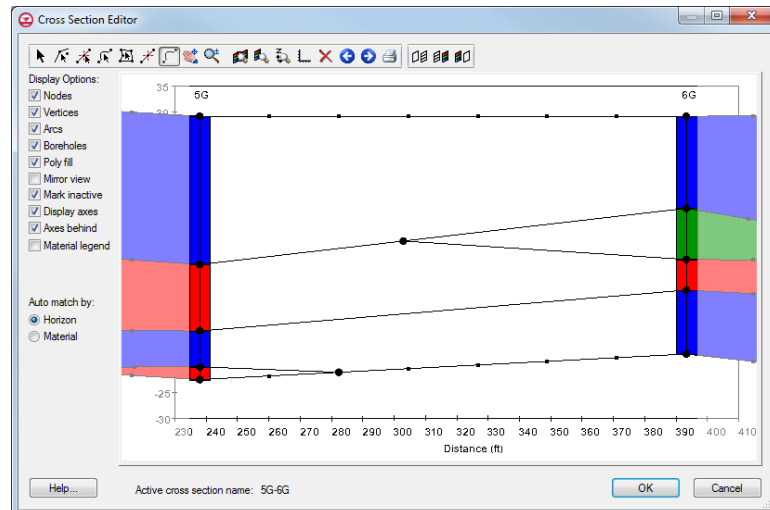 Cross Section Editor
Display Options:
Nodes
Vertices
Arcs
Boreholes
Poly fill
Mirror view
Mark inactive
Display axes
Axes behind
Material legend
Auto match by:
Horizon
Material
35
5G
6G
-25
-30
230 240 250 260 270 280 290 300 310 320 330 340 350 360 370 380 390 400 410
Distance (ft)
Help...
Active cross section name: 5G-6G
OK
Cancel